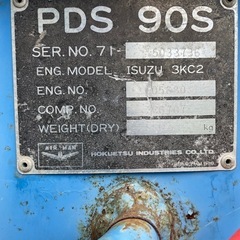 PDS 90S
SER. NO. 71-
ENG. MODEL ISUZU 3KC2
ENG. NO.
COMP. NO.
WEIGHT (DRY) kg
AIRMAN
HOKUETSU INDUSTRIES CO., LTD.